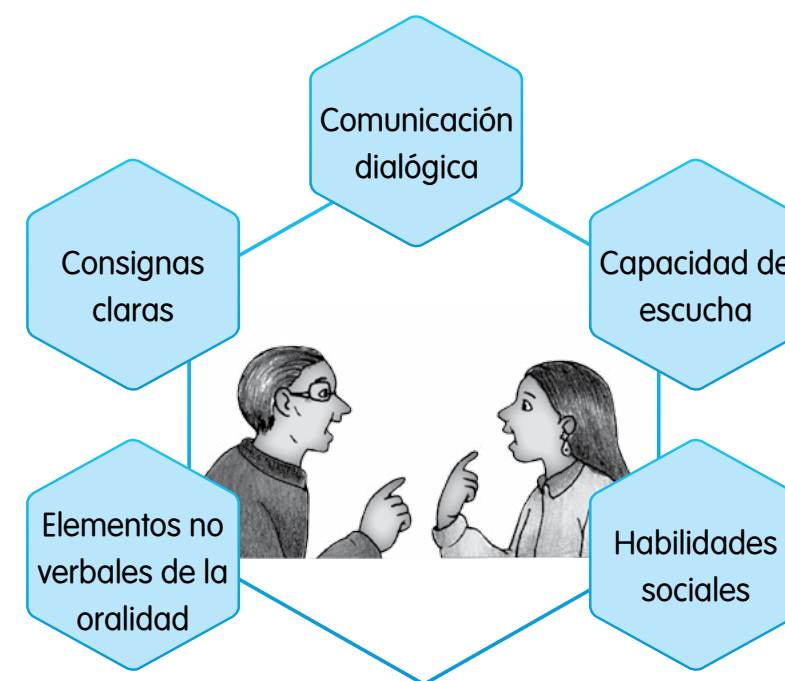 Comunicación
dialógica
Consignas
claras
Capacidad de
escucha
Elementos no
verbales de la
oralidad
Habilidades
sociales